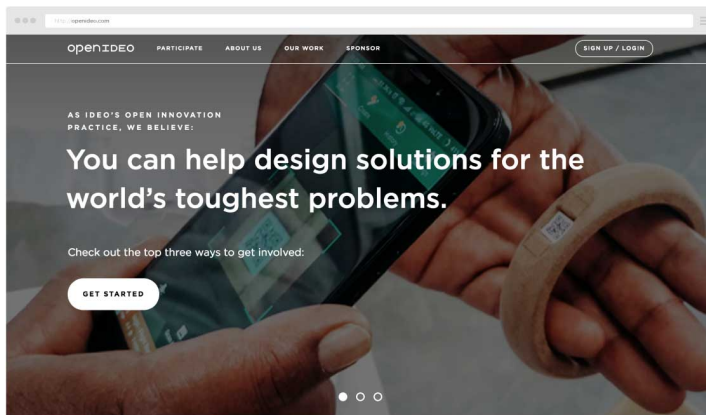 http://openideo.com
OPENIDEO
PARTICIPATE
ABOUT US
OUR WORK
SPONSOR
SIGN UP / LOGIN
AS IDEO'S OPEN INNOVATION
PRACTICE, WE BELIEVE:
You can help design solutions for the
world's toughest problems.
Check out the top three ways to get involved:
GET STARTED